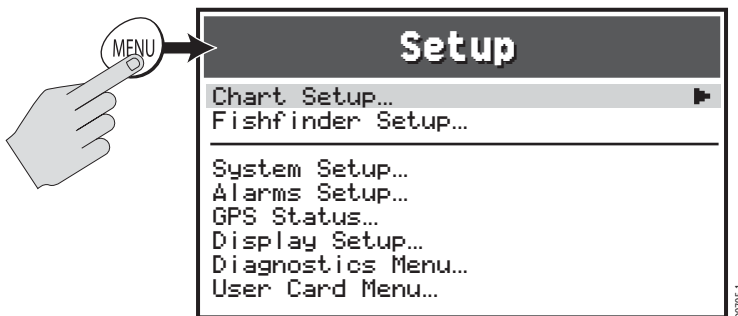 MENU
Setup
Chart Setup...
Fishfinder Setup...
System Setup...
Alarms Setup...
GPS Status...
Display Setup...
Diagnostics Menu...
User Card Menu...